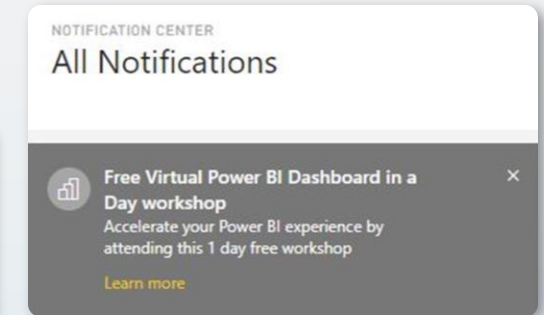 NOTIFICATION CENTER
All Notifications
Free Virtual Power BI Dashboard in a
Day workshop
Accelerate your Power BI experience by
attending this 1 day free workshop
Learn more